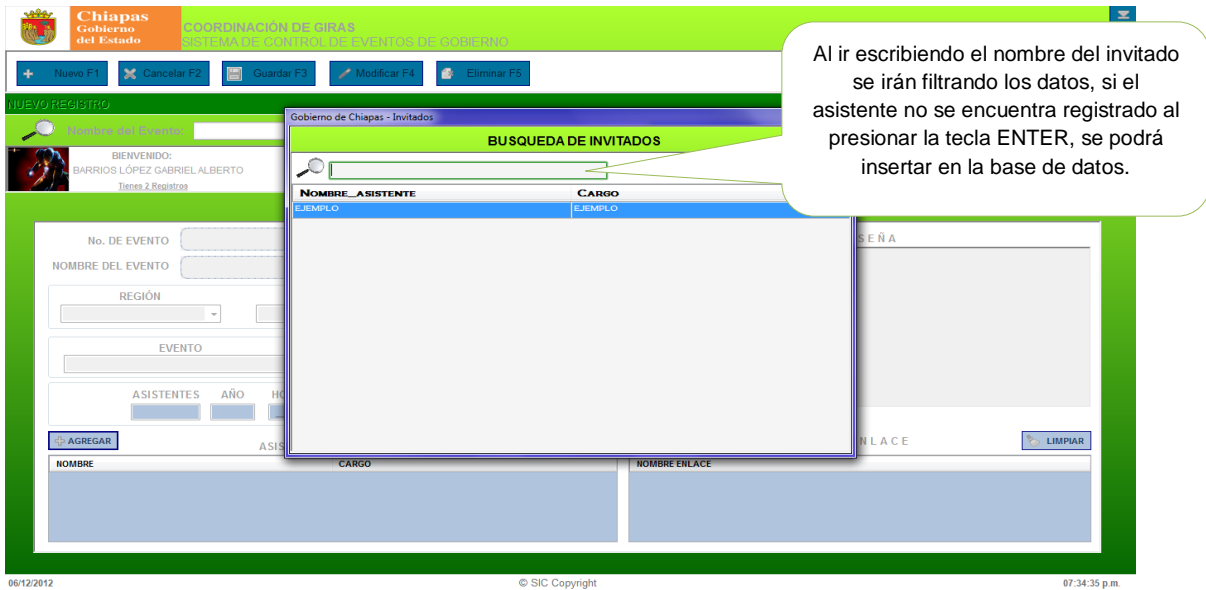 Chiapas
Gobierno
del Estado
COORDINACIÓN DE GIRAS
SISTEMA DE CONTROL DE EVENTOS DE GOBIERNO
Nuevo F1
Cancelar F2
Guardar F3
Modificar F4
Eliminar F5
Al ir escribiendo el nombre del invitado
se irán filtrando los datos, si el
asistente no se encuentra registrado al
presionar la tecla ENTER, se podrá
insertar en la base de datos.
NUEVO REGISTRO
Nombre del Evento:
BIENVENIDO:
BARRIOS LÓPEZ GABRIEL ALBERTO
Tienes 2 Registros
Gobierno de Chiapas - Invitados
BUSQUEDA DE INVITADOS
NOMBRE_ASISTENTE CARGO
EJEMPLO EJEMPLO
No. DE EVENTO
NOMBRE DEL EVENTO
REGIÓN
EVENTO
ASISTENTES AÑO HO
SEÑA
AGREGAR
ASIS
NLACE
LIMPIAR
NOMBRE CARGO
NOMBRE ENLACE
06/12/2012
© SIC Copyright
07:34:35 p.m.